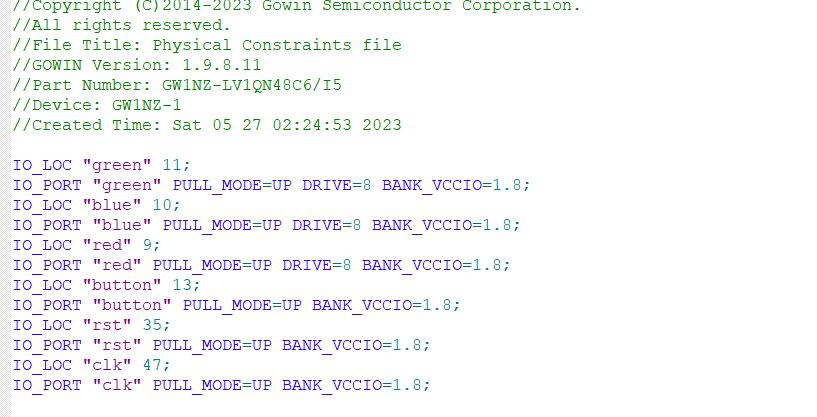 //Copyright (C)2014-2023 Gowin Semiconductor Corporation.
//All rights reserved.
//File Title: Physical Constraints file
//GOWIN Version: 1.9.8.11
//Part Number: GW1NZ-LV1QN48C6/I5
//Device: GW1NZ-1
//Created Time: Sat 05 27 02:24:53 2023
IO_LOC "green" 11;
IO_PORT "green" PULL_MODE=UP DRIVE=8 BANK_VCCIO=1.8;
IO_LOC "blue" 10;
IO_PORT "blue" PULL_MODE=UP DRIVE=8 BANK_VCCIO=1.8;
IO_LOC "red" 9;
IO_PORT "red" PULL_MODE=UP DRIVE=8 BANK_VCCIO=1.8;
IO_LOC "button" 13;
IO_PORT "button" PULL_MODE=UP BANK_VCCIO=1.8;
IO_LOC "rst" 35;
IO_PORT "rst" PULL_MODE=UP BANK_VCCIO=1.8;
IO_LOC "clk" 47;
IO_PORT "clk" PULL_MODE=UP BANK_VCCIO=1.8;